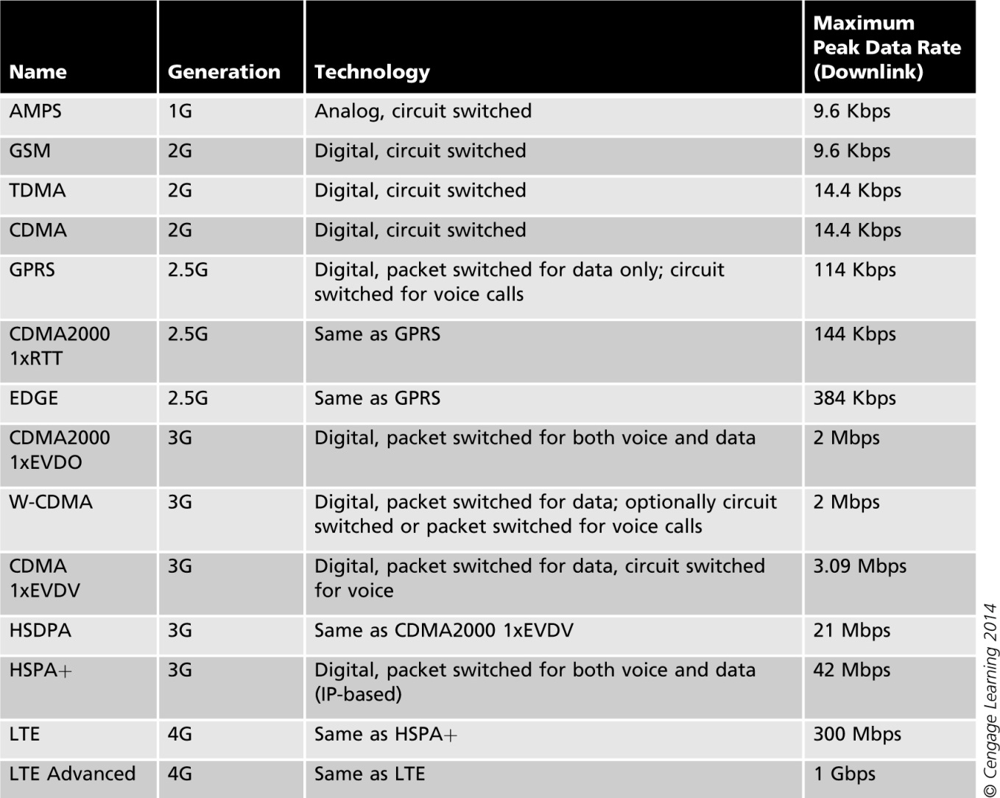 Name Generation Technology Maximum Peak Data Rate (Downlink)
AMPS 1G Analog, circuit switched 9.6 Kbps
GSM 2G Digital, circuit switched 9.6 Kbps
TDMA 2G Digital, circuit switched 14.4 Kbps
CDMA 2G Digital, circuit switched 14.4 Kbps
GPRS 2.5G Digital, packet switched for data only; circuit 114 Kbps
switched for voice calls
CDMA2000 2.5G Same as GPRS 144 Kbps
1xRTT
EDGE 2.5G Same as GPRS 384 Kbps
CDMA2000 3G Digital, packet switched for both voice and data 2 Mbps
1xEVDO
W-CDMA 3G Digital, packet switched for data; optionally circuit 2 Mbps
switched or packet switched for voice calls
CDMA 3G Digital, packet switched for data, circuit switched 3.09 Mbps
1xEVDV for voice
HSDPA 3G Same as CDMA2000 1xEVDV 21 Mbps
HSPA+ 3G Digital, packet switched for both voice and data 42 Mbps
(IP-based)
LTE 4G Same as HSPA+ 300 Mbps
LTE Advanced 4G Same as LTE 1 Gbps
© Cengage Learning 2014